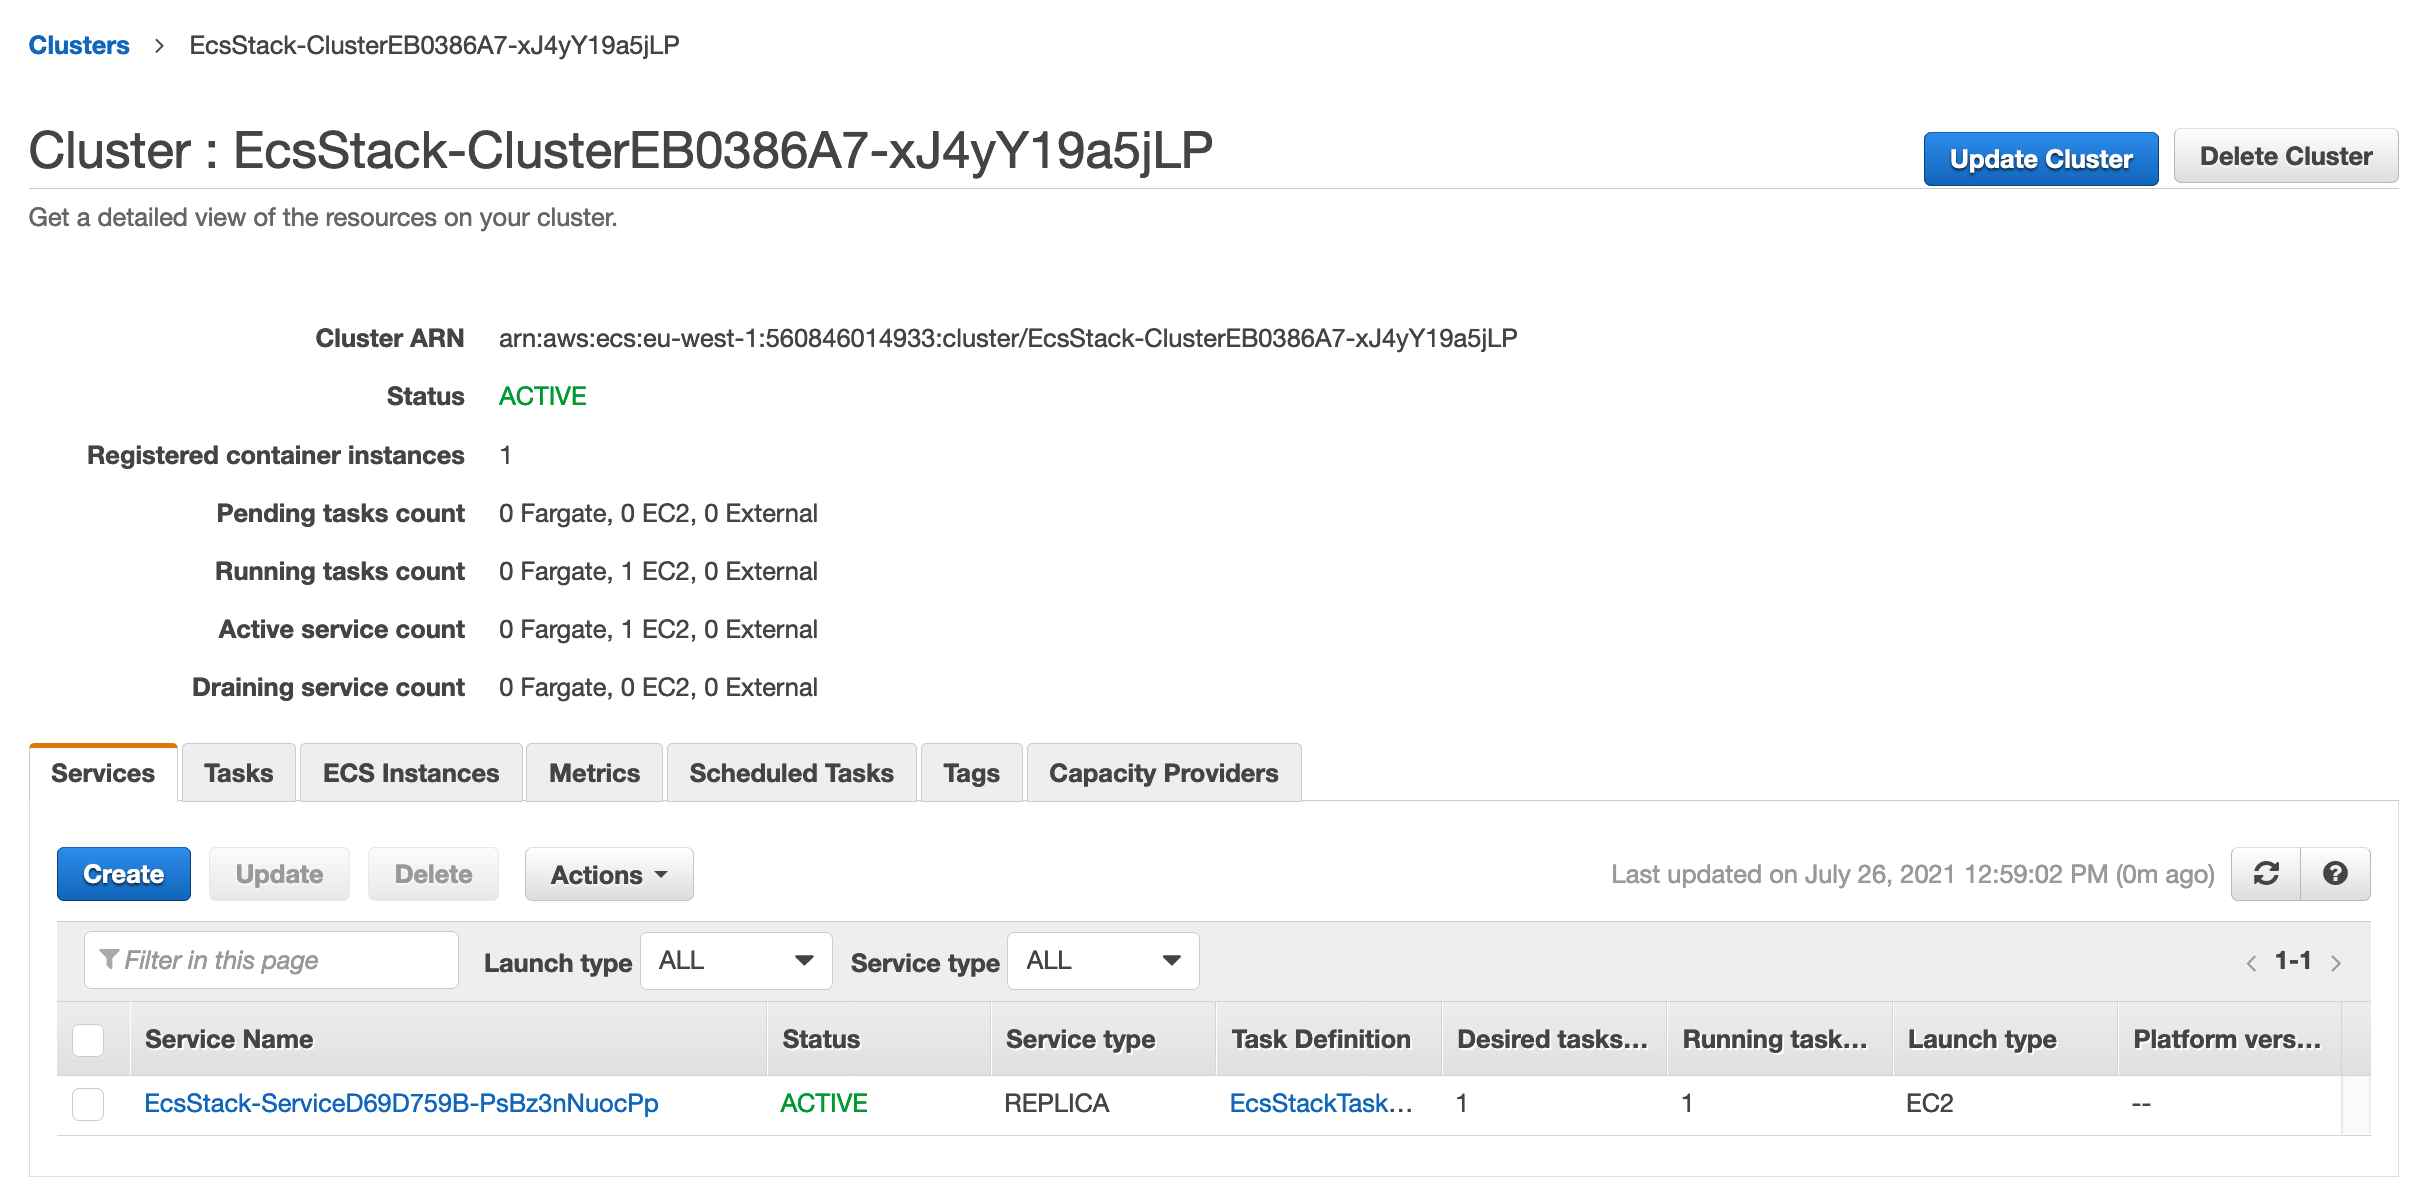 Clusters > EcsStack-ClusterEB0386A7-xJ4yY19a5jLP
Cluster : EcsStack-ClusterEB0386A7-xJ4yY19a5jLP
Update Cluster Delete Cluster
Get a detailed view of the resources on your cluster.
Cluster ARN arn:aws:ecs:eu-west-1:560846014933:cluster/EcsStack-ClusterEB0386A7-xJ4yY19a5jLP
Status ACTIVE
Registered container instances 1
Pending tasks count 0 Fargate, 0 EC2, 0 External
Running tasks count 0 Fargate, 1 EC2, 0 External
Active service count 0 Fargate, 1 EC2, 0 External
Draining service count 0 Fargate, 0 EC2, 0 External
Services Tasks ECS Instances Metrics Scheduled Tasks Tags Capacity Providers
Create Update Delete Actions Last updated on July 26, 2021 12:59:02 PM (0m ago) ?
Filter in this page Launch type ALL Service type ALL < 1-1 >
Service Name Status Service type Task Definition Desired tasks... Running task... Launch type Platform vers...
EcsStack-ServiceD69D759B-PsBz3nNuocPp ACTIVE REPLICA EcsStackTask... 1 1 EC2 --